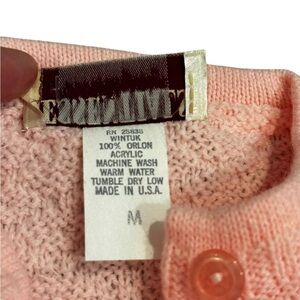 RN 25838
WINTUK
100% ORLON
ACRYLIC
MACHINE WASH
WARM WATER
TUMBLE DRY LOW
MADE IN U.S.A.
M